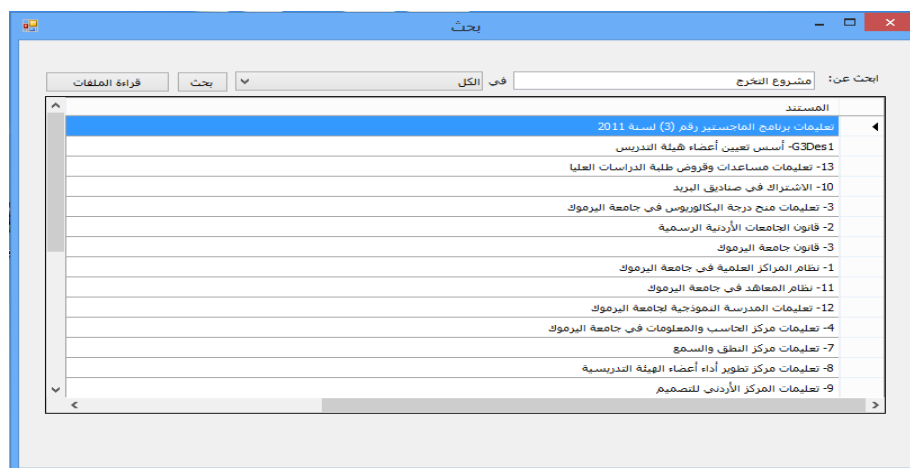 بحث
ابحث عن: مشروع التخرج في الكل بحث قراءة الملفات
المستند
تعليمات برنامج الماجستير رقم (3) لسنة 2011
G3Des1- أسس تعيين أعضاء هيئة التدريس
13- تعليمات مساعدات وقروض طلبة الدراسات العليا
10- الاشتراك في صناديق البريد
3- تعليمات منح درجة البكالوريوس في جامعة اليرموك
2- قانون الجامعات الأردنية الرسمية
3- قانون جامعة اليرموك
1- نظام المراكز العلمية في جامعة اليرموك
11- نظام المعاهد في جامعة اليرموك
12- تعليمات المدرسة النموذجية لجامعة اليرموك
4- تعليمات مركز الحاسب والمعلومات في جامعة اليرموك
7- تعليمات مركز النطق والسمع
8- تعليمات مركز تطوير أداء أعضاء الهيئة التدريسية
9- تعليمات المركز الأردني للتصميم